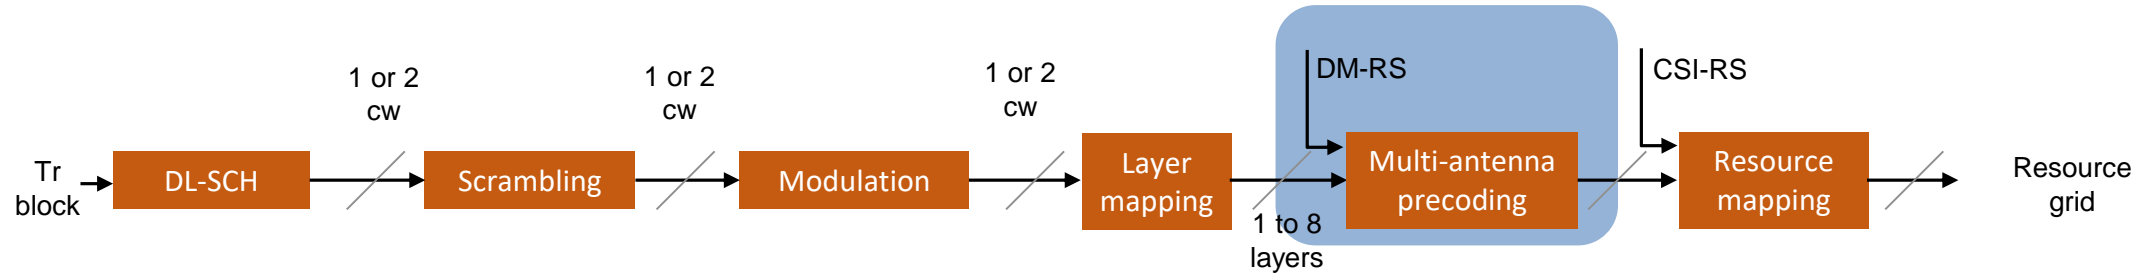 Tr
block
DL-SCH
1 or 2
cw
Scrambling
1 or 2
cw
Modulation
1 or 2
cw
Layer
mapping
1 to 8
layers
DM-RS
Multi-antenna
precoding
CSI-RS
Resource
mapping
Resource
grid